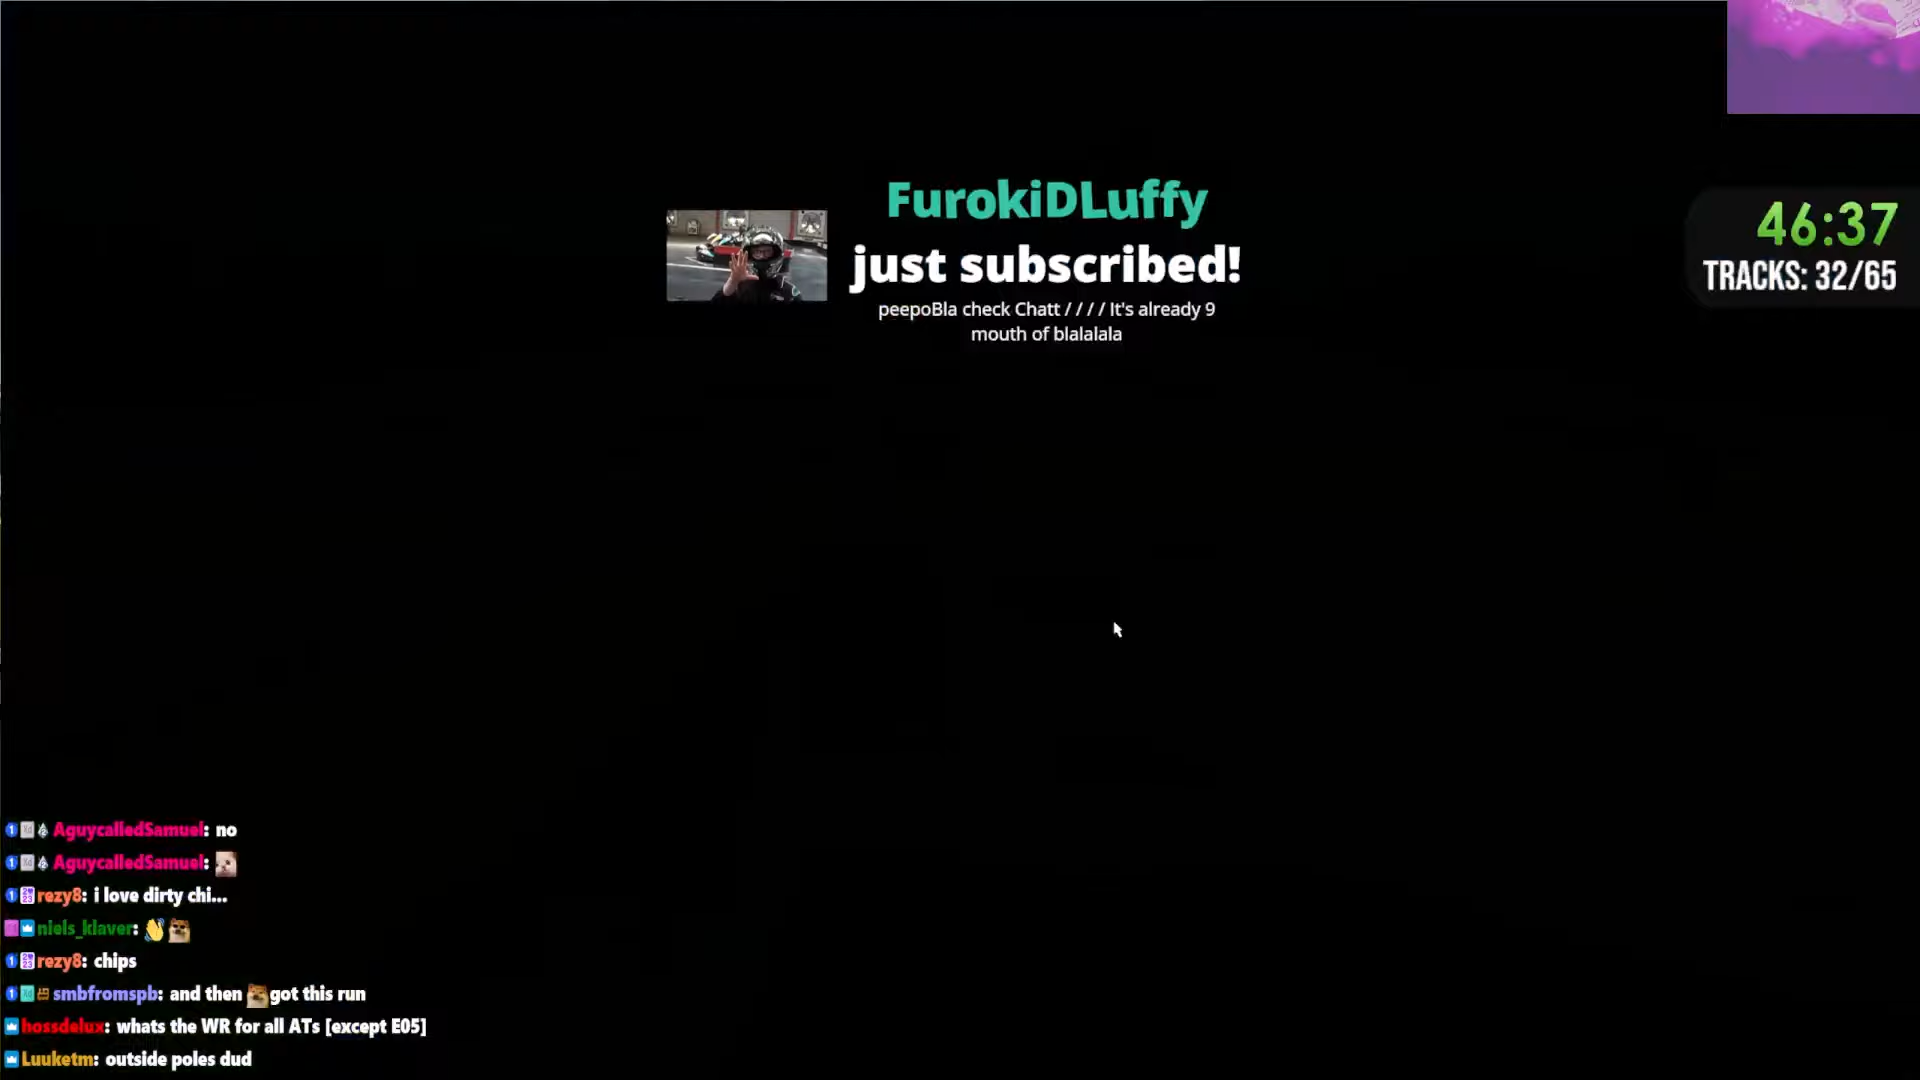 FurokiDLuffy
just subscribed!
peepoBla check Chatt / / / / It's already 9
mouth of blalalala
46:37
TRACKS: 32/65
AguycalledSamuel: no
AguycalledSamuel:
rezy8: i love dirty chi...
niels_klaver:
rezy8: chips
smbfromspb: and then got this run
hossdelux: whats the WR for all ATs [except E05]
Luuketm: outside poles dud